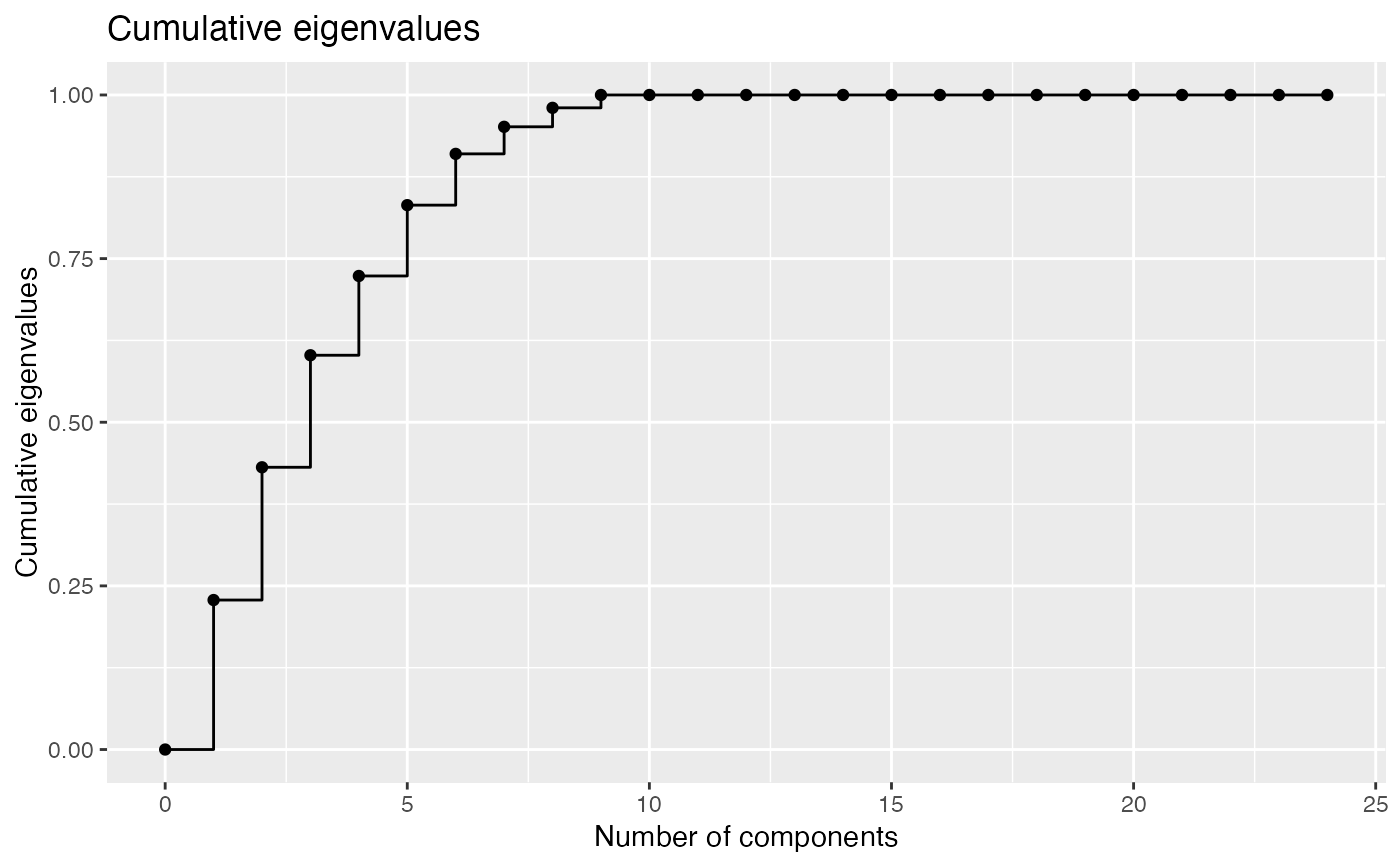 Cumulative eigenvalues
Cumulative eigenvalues
1.00
0.75
0.50
0.25
0.00
0 5 10 15 20 25
Number of components